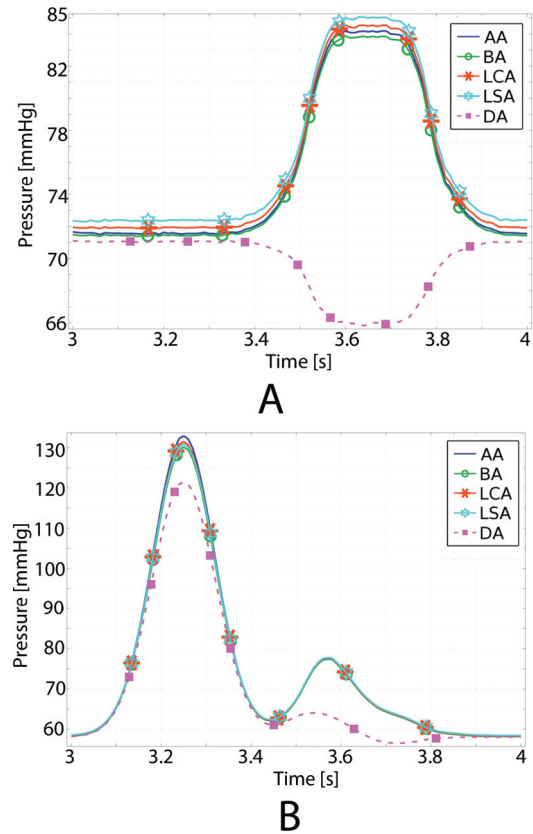 85
82
78
74
70
66
Pressure [mmHg]
AA
BA
LCA
LSA
DA
3 3.2 3.4 3.6 3.8 4
Time [s]
A
130
120
110
100
90
80
70
60
Pressure [mmHg]
AA
BA
LCA
LSA
DA
3 3.2 3.4 3.6 3.8 4
Time [s]
B